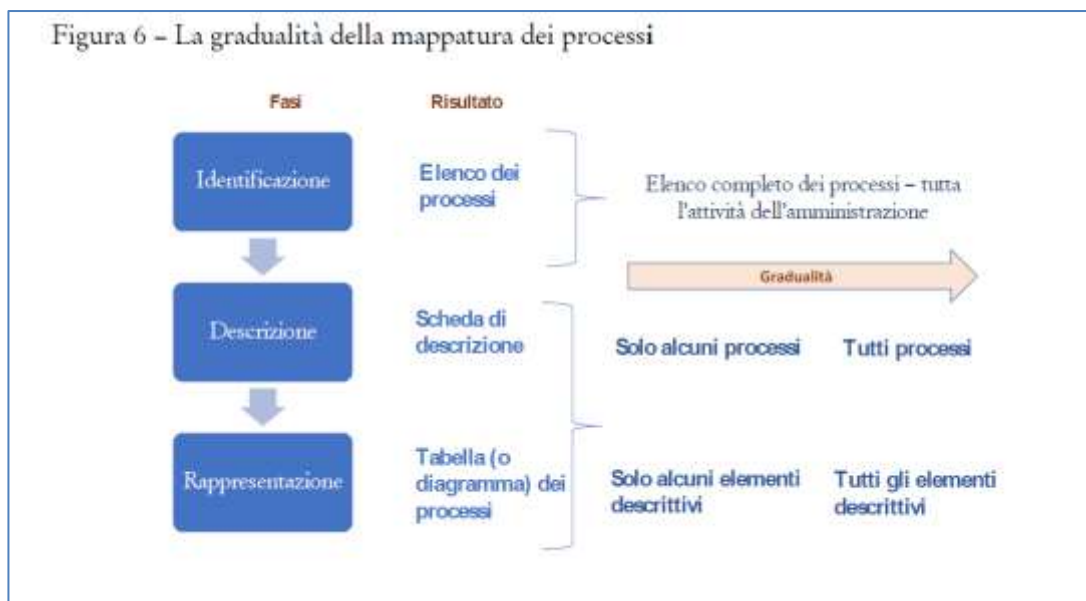 Figura 6 – La gradualità della mappatura dei processi
Fasi
Risultato
Identificazione
Elenco dei
processi
Elenco completo dei processi – tutta
l'attività dell'amministrazione
Gradualità
Descrizione
Scheda di
descrizione
Solo alcuni processi
Tutti processi
Rappresentazione
Tabella (o
diagramma) dei
processi
Solo alcuni elementi
descrittivi
Tutti gli elementi
descrittivi